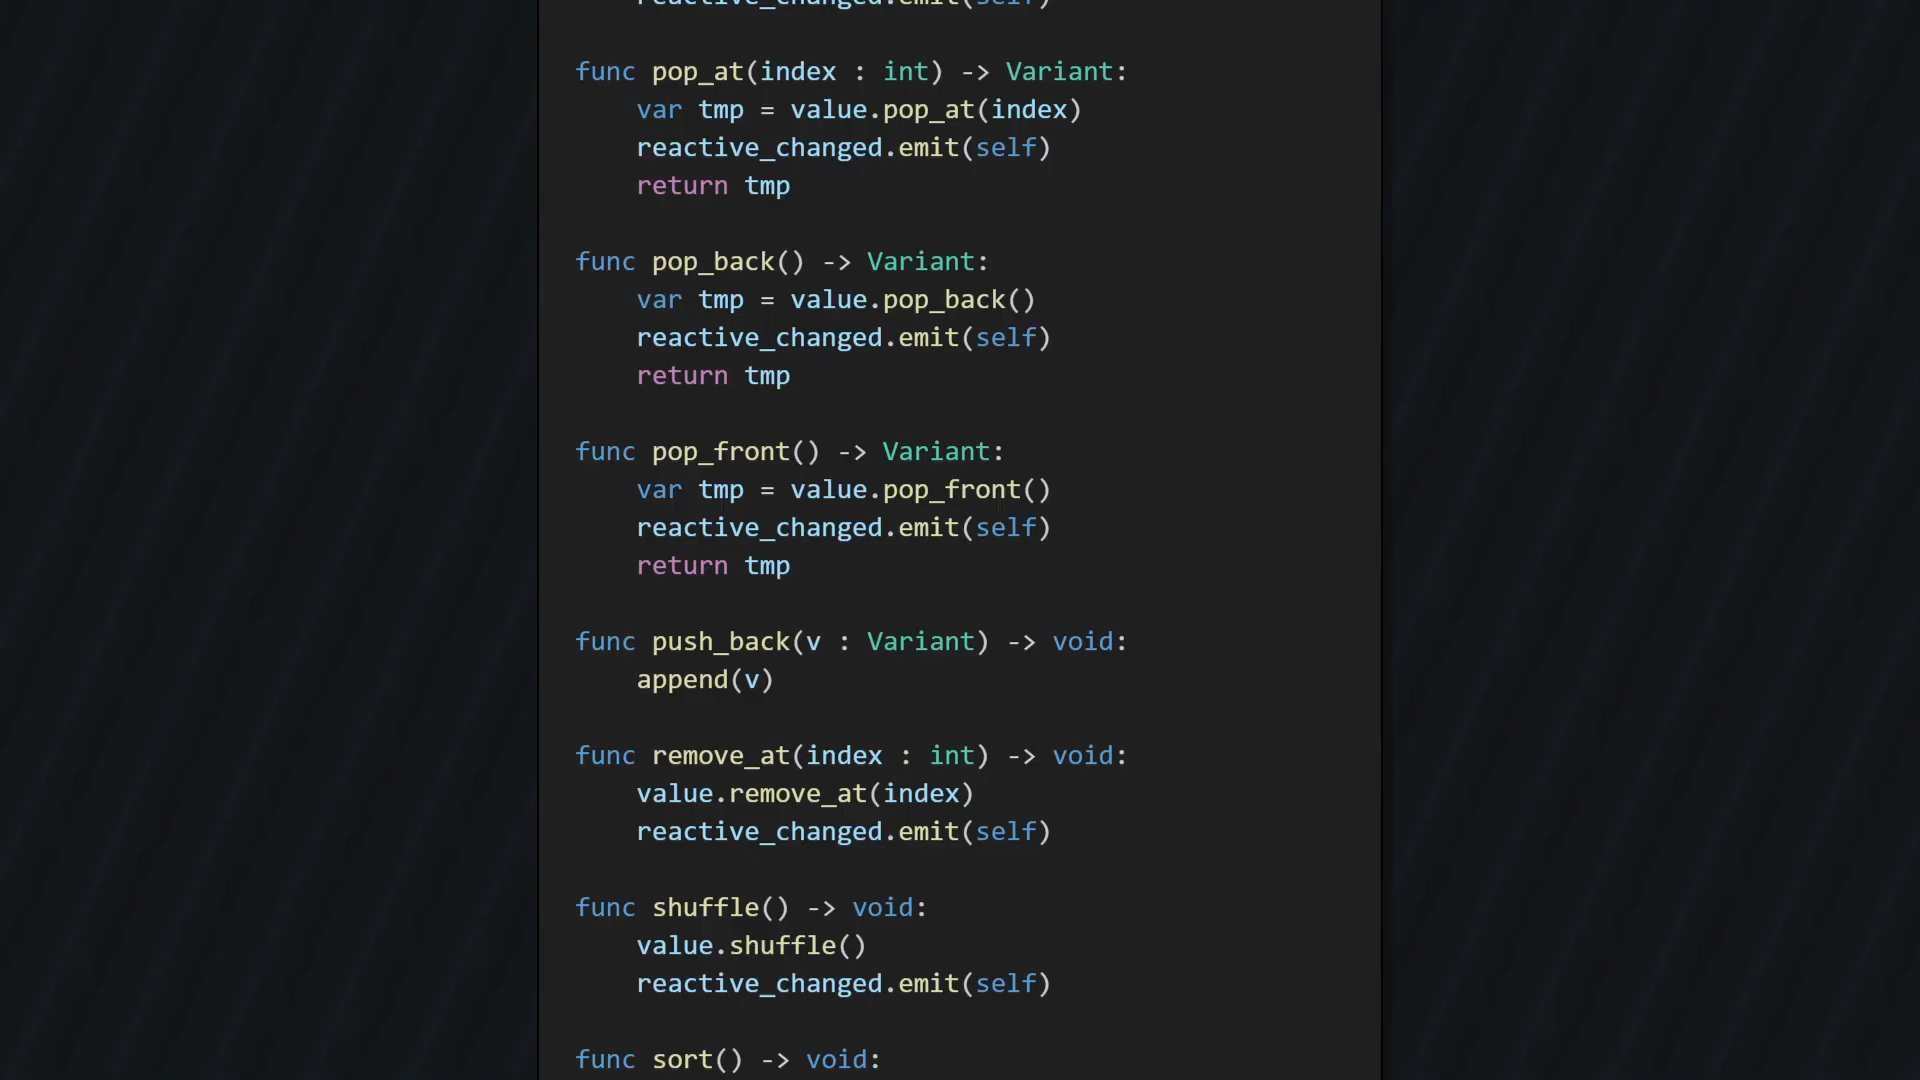 reactive_changed.emit(self)
func pop_at(index : int) -> Variant:
var tmp = value.pop_at(index)
reactive_changed.emit(self)
return tmp
func pop_back() -> Variant:
var tmp = value.pop_back()
reactive_changed.emit(self)
return tmp
func pop_front() -> Variant:
var tmp = value.pop_front()
reactive_changed.emit(self)
return tmp
func push_back(v : Variant) -> void:
append(v)
func remove_at(index : int) -> void:
value.remove_at(index)
reactive_changed.emit(self)
func shuffle() -> void:
value.shuffle()
reactive_changed.emit(self)
func sort() -> void: